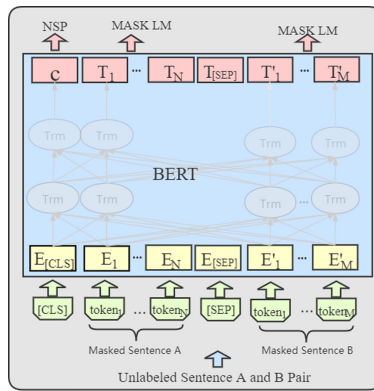 NSP MASK LM MASK LM
C T1 ... TN T[SEP] T'1 ... T'M
Trm Trm Trm ... Trm
BERT
Trm Trm Trm ... Trm
E[CLS] E1 ... EN E[SEP] E'1 ... E'M
[CLS] token1 ... tokenN [SEP] token1 ... tokenM
Masked Sentence A Masked Sentence B
Unlabeled Sentence A and B Pair